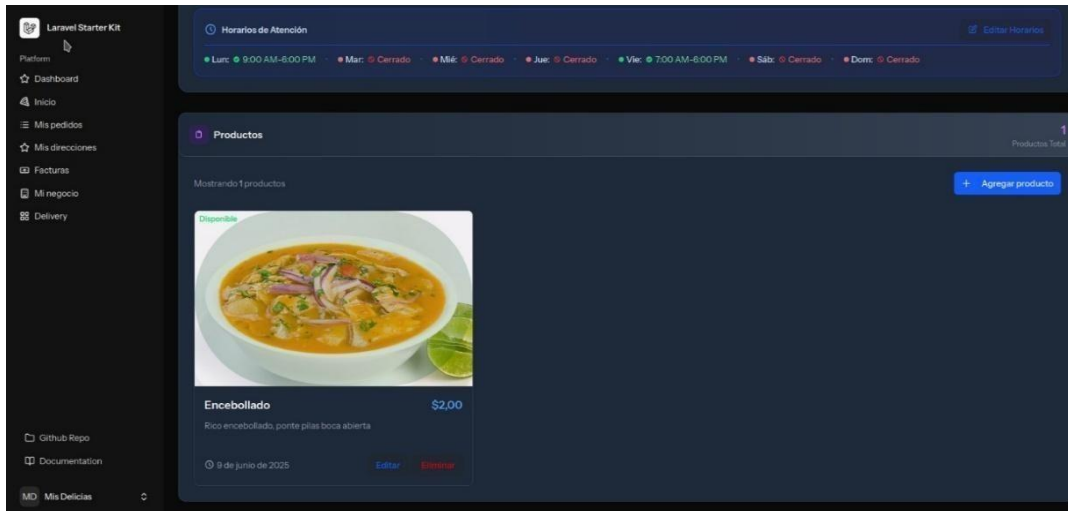 Laravel Starter Kit
Platform
Dashboard
Inicio
Mis pedidos
Mis direcciones
Facturas
Mi negocio
Delivery
Github Repo
Documentation
MD Mis Delicias
Horarios de Atención
Editar Horarios
Lun: 9:00 AM-6:00 PM · Mar: Cerrado · Mié: Cerrado · Jue: Cerrado · Vie: 7:00 AM-6:00 PM · Sáb: Cerrado · Dom: Cerrado
Productos
1
Productos Total
Mostrando 1 productos
+ Agregar producto
Disponible
Encebollado $2,00
Rico encebollado, ponte pilas boca abierta
9 de junio de 2025 Editar Eliminar